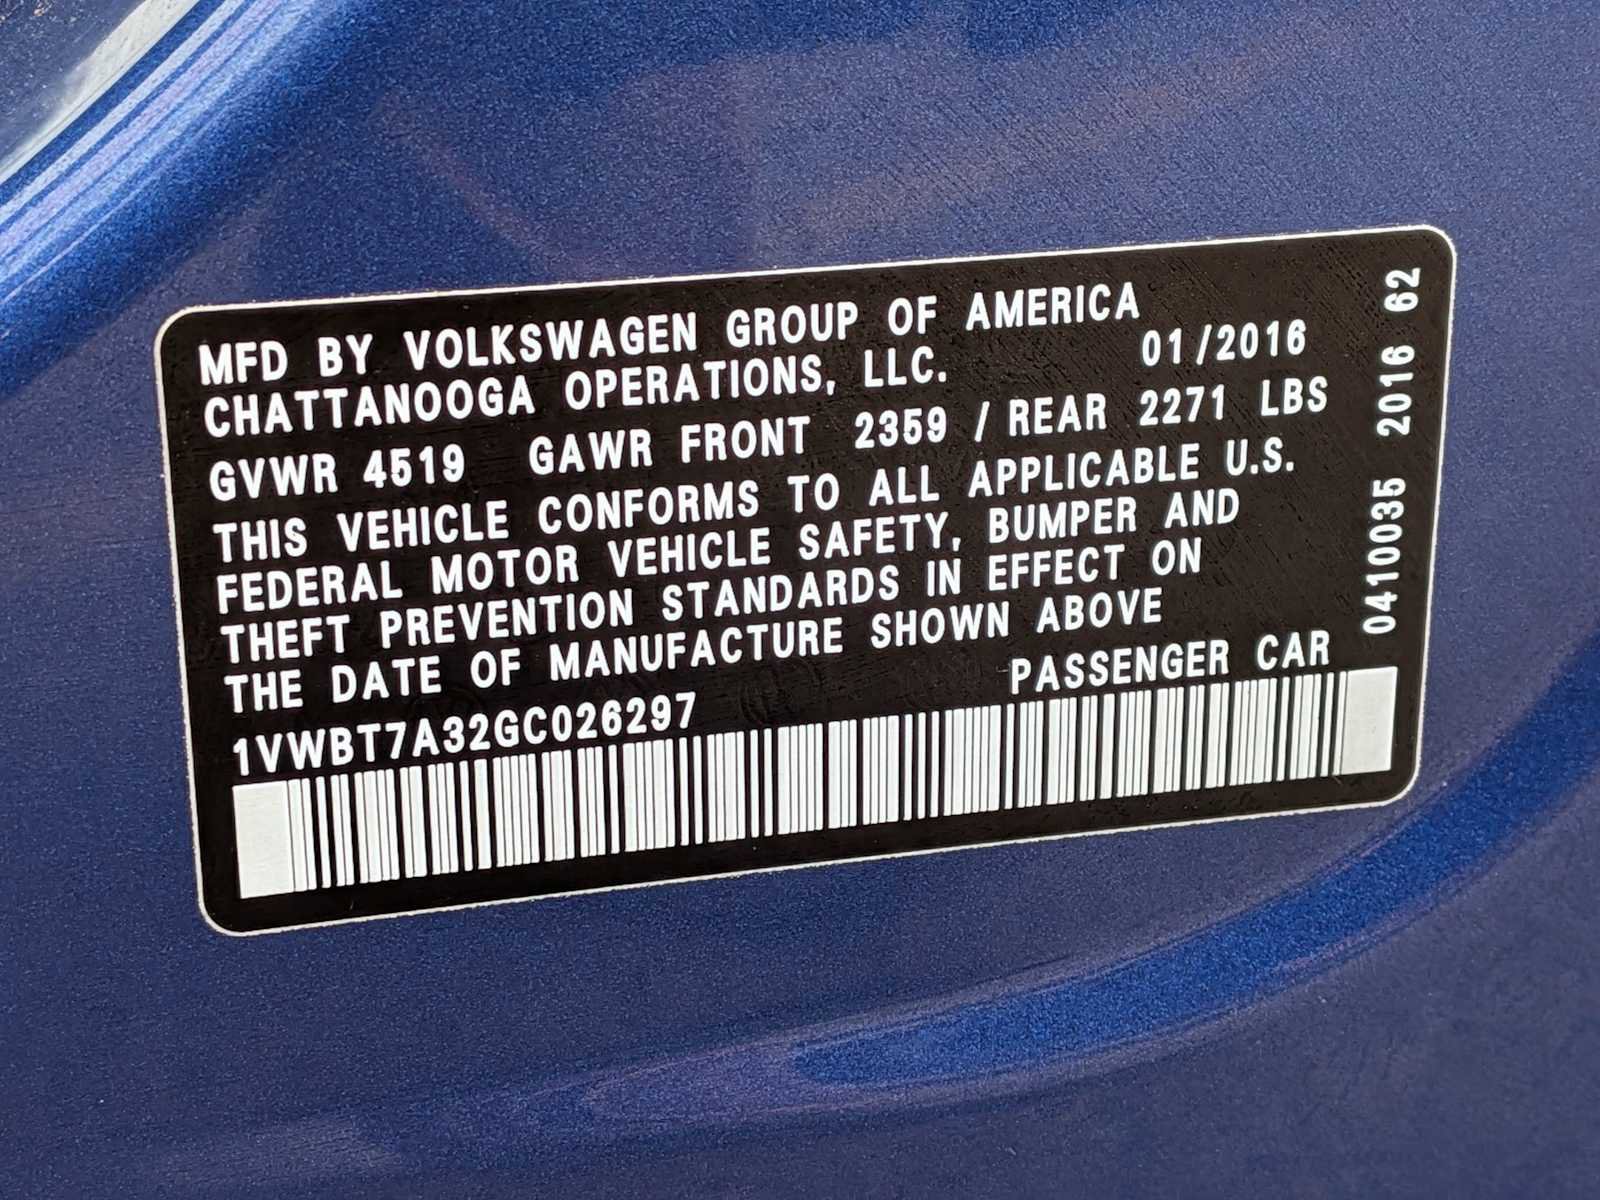 MFD BY VOLKSWAGEN GROUP OF AMERICA
CHATTANOOGA OPERATIONS, LLC. 01/2016
GVWR 4519 GAWR FRONT 2359 / REAR 2271 LBS
THIS VEHICLE CONFORMS TO ALL APPLICABLE U.S.
FEDERAL MOTOR VEHICLE SAFETY, BUMPER AND
THEFT PREVENTION STANDARDS IN EFFECT ON
THE DATE OF MANUFACTURE SHOWN ABOVE
1VWBT7A32GC026297 PASSENGER CAR
0410035 2016 62